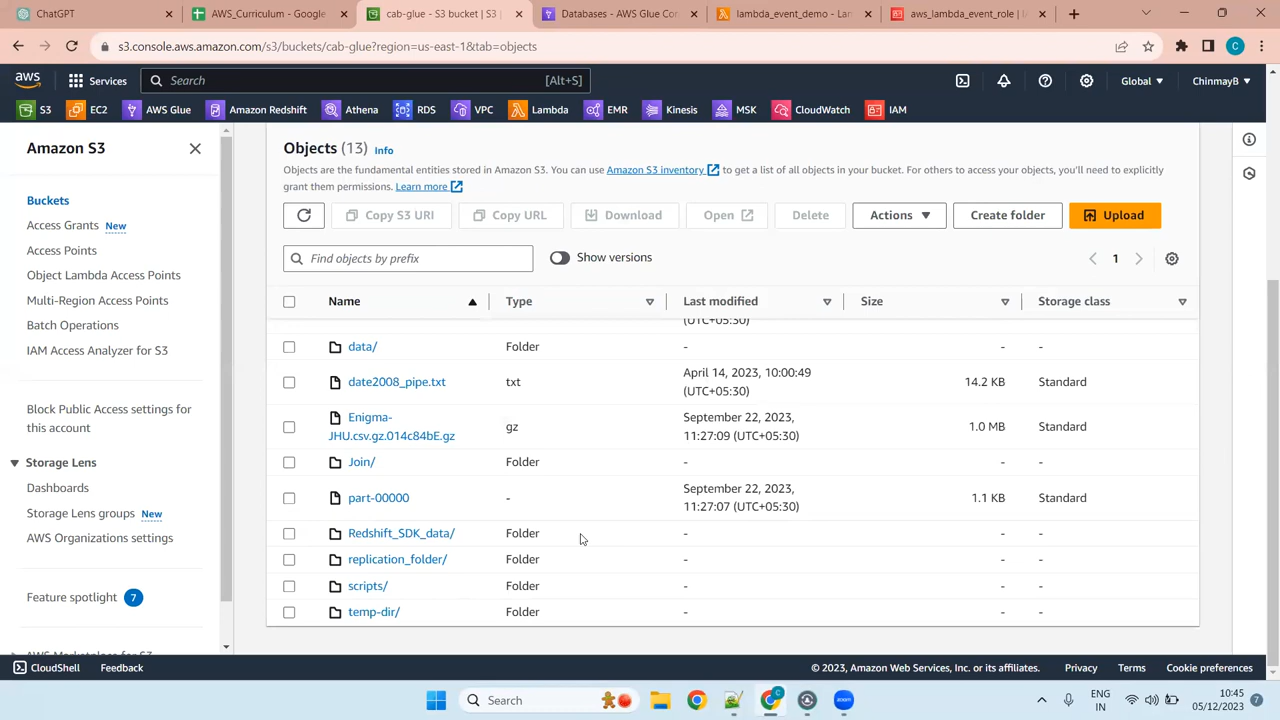 ChatGPT
AWS_Curriculum - Google
cab-glue - S3 bucket | S3
Databases - AWS Glue Con
lambda_event_demo - Lam
aws_lambda_event_role | I
s3.console.aws.amazon.com/s3/buckets/cab-glue?region=us-east-1&tab=objects
C
aws
Services
Search
[Alt+S]
Global
ChinmayB
S3
EC2
AWS Glue
Amazon Redshift
Athena
RDS
VPC
Lambda
EMR
Kinesis
MSK
CloudWatch
IAM
Amazon S3
Buckets
Access Grants New
Access Points
Object Lambda Access Points
Multi-Region Access Points
Batch Operations
IAM Access Analyzer for S3
Block Public Access settings for
this account
Storage Lens
Dashboards
Storage Lens groups New
AWS Organizations settings
Feature spotlight 7
AWS Marketplace for S3
Objects (13) Info
Objects are the fundamental entities stored in Amazon S3. You can use Amazon S3 inventory to get a list of all objects in your bucket. For others to access your objects, you'll need to explicitly
grant them permissions. Learn more
Copy S3 URI
Copy URL
Download
Open
Delete
Actions
Create folder
Upload
Find objects by prefix
Show versions
1
Name
Type
Last modified
Size
Storage class
(UTC+05:30)
data/ Folder - - -
date2008_pipe.txt txt April 14, 2023, 10:00:49 14.2 KB Standard
(UTC+05:30)
Enigma- gz September 22, 2023, 1.0 MB Standard
JHU.csv.gz.014c84bE.gz 11:27:09 (UTC+05:30)
Join/ Folder - - -
part-00000 - September 22, 2023, 1.1 KB Standard
11:27:07 (UTC+05:30)
Redshift_SDK_data/ Folder - - -
replication_folder/ Folder - - -
scripts/ Folder - - -
temp-dir/ Folder - - -
CloudShell
Feedback
© 2023, Amazon Web Services, Inc. or its affiliates.
Privacy
Terms
Cookie preferences
Search
ENG
IN
10:45
05/12/2023
7